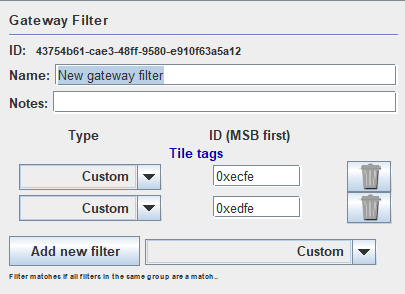 Gateway Filter
ID: 43754b61-cae3-48ff-9580-e910f63a5a12
Name: New gateway filter
Notes:
Type ID (MSB first)
Tile tags
Custom 0xecfe
Custom 0xedfe
Add new filter Custom
Filter matches if all filters in the same group are a match..